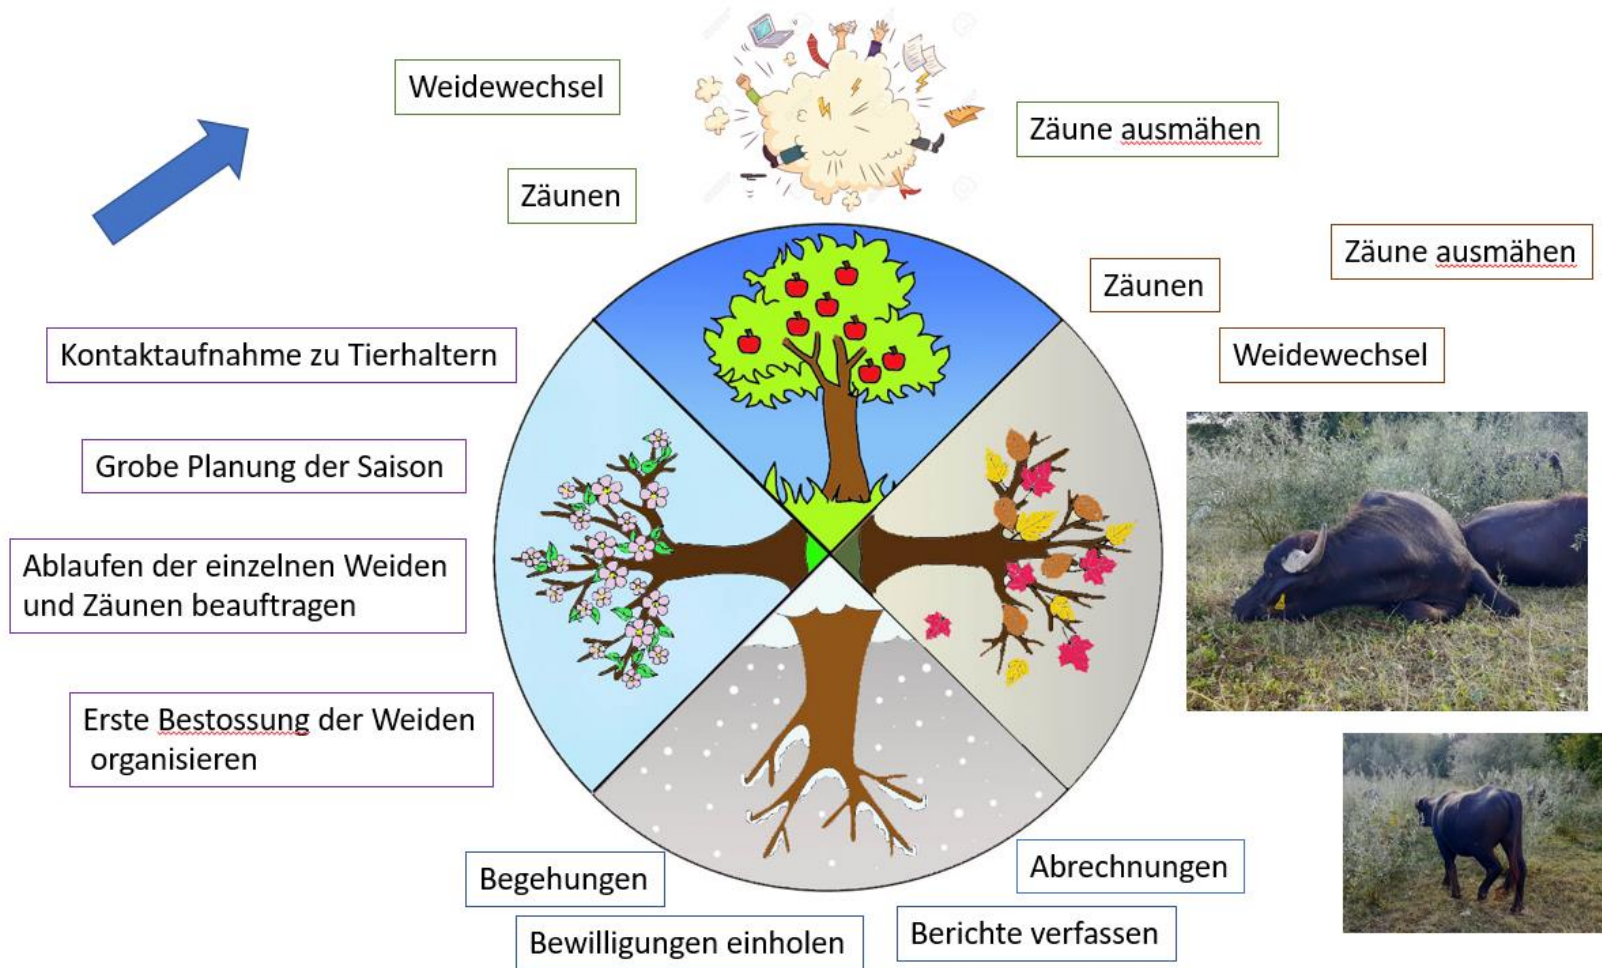 Weidewechsel
Zäune ausmähen
Zäunen
Zäune ausmähen
Zäunen
Weidewechsel
Kontaktaufnahme zu Tierhaltern
Grobe Planung der Saison
Ablaufen der einzelnen Weiden
und Zäunen beauftragen
Erste Bestossung der Weiden
organisieren
Begehungen
Abrechnungen
Bewilligungen einholen
Berichte verfassen